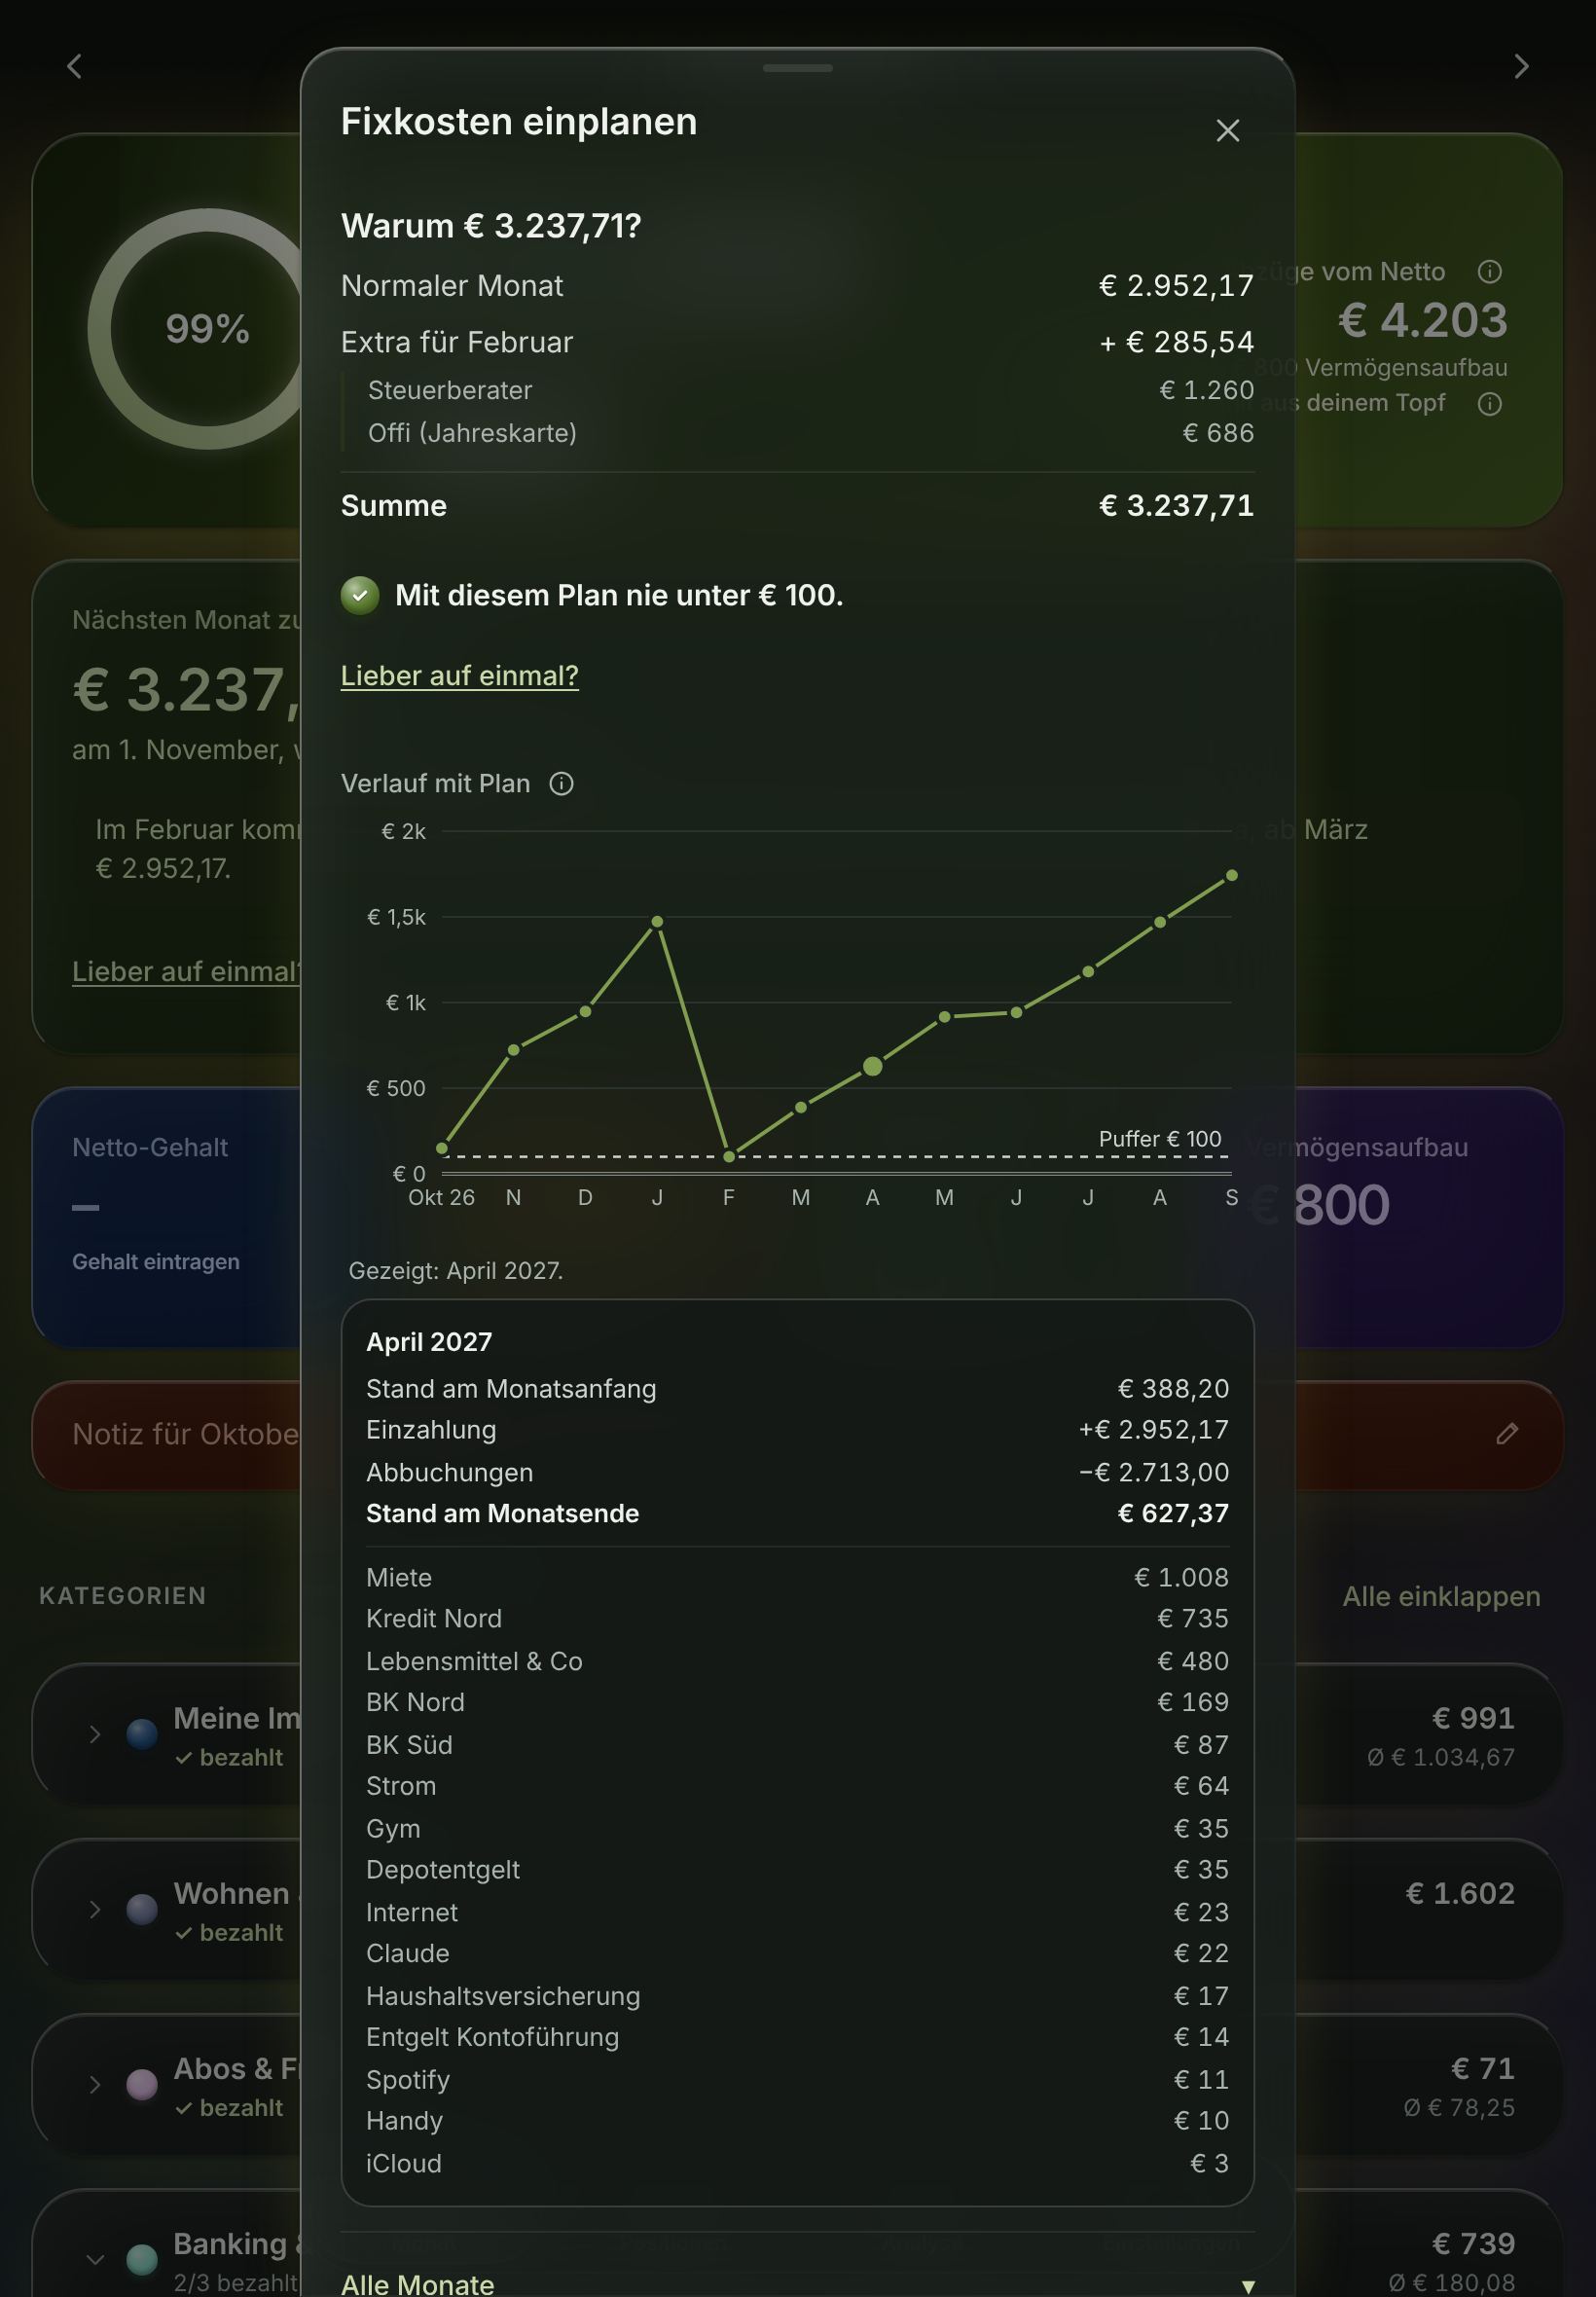 Fixkosten einplanen
Warum € 3.237,71?
Normaler Monat € 2.952,17
Extra für Februar + € 285,54
Steuerberater € 1.260
Offi (Jahreskarte) € 686
Summe € 3.237,71
Mit diesem Plan nie unter € 100.
Lieber auf einmal?
Verlauf mit Plan
€ 2k
€ 1,5k
€ 1k
€ 500
Puffer € 100
€ 0
Okt 26 N D J F M A M J J A S
Gezeigt: April 2027.
April 2027
Stand am Monatsanfang € 388,20
Einzahlung +€ 2.952,17
Abbuchungen −€ 2.713,00
Stand am Monatsende € 627,37
Miete € 1.008
Kredit Nord € 735
Lebensmittel & Co € 480
BK Nord € 169
BK Süd € 87
Strom € 64
Gym € 35
Depotentgelt € 35
Internet € 23
Claude € 22
Haushaltsversicherung € 17
Entgelt Kontoführung € 14
Spotify € 11
Handy € 10
iCloud € 3
Alle Monate ▼
99%
vom Netto
€ 4.203
Vermögensaufbau
aus deinem Topf
Nächsten Monat
€ 3.237,
am 1. November,
Im Februar
ab März
€ 2.952,17.
Lieber auf einmal?
Netto-Gehalt
–
Gehalt eintragen
Vermögensaufbau
€ 800
Notiz für
KATEGORIEN Alle einklappen
Meine € 991
✓ bezahlt Ø € 1.034,67
Wohnen € 1.602
✓ bezahlt
Abos & € 71
✓ bezahlt Ø € 78,25
Banking € 739
2/3 bezahlt Ø € 180,08